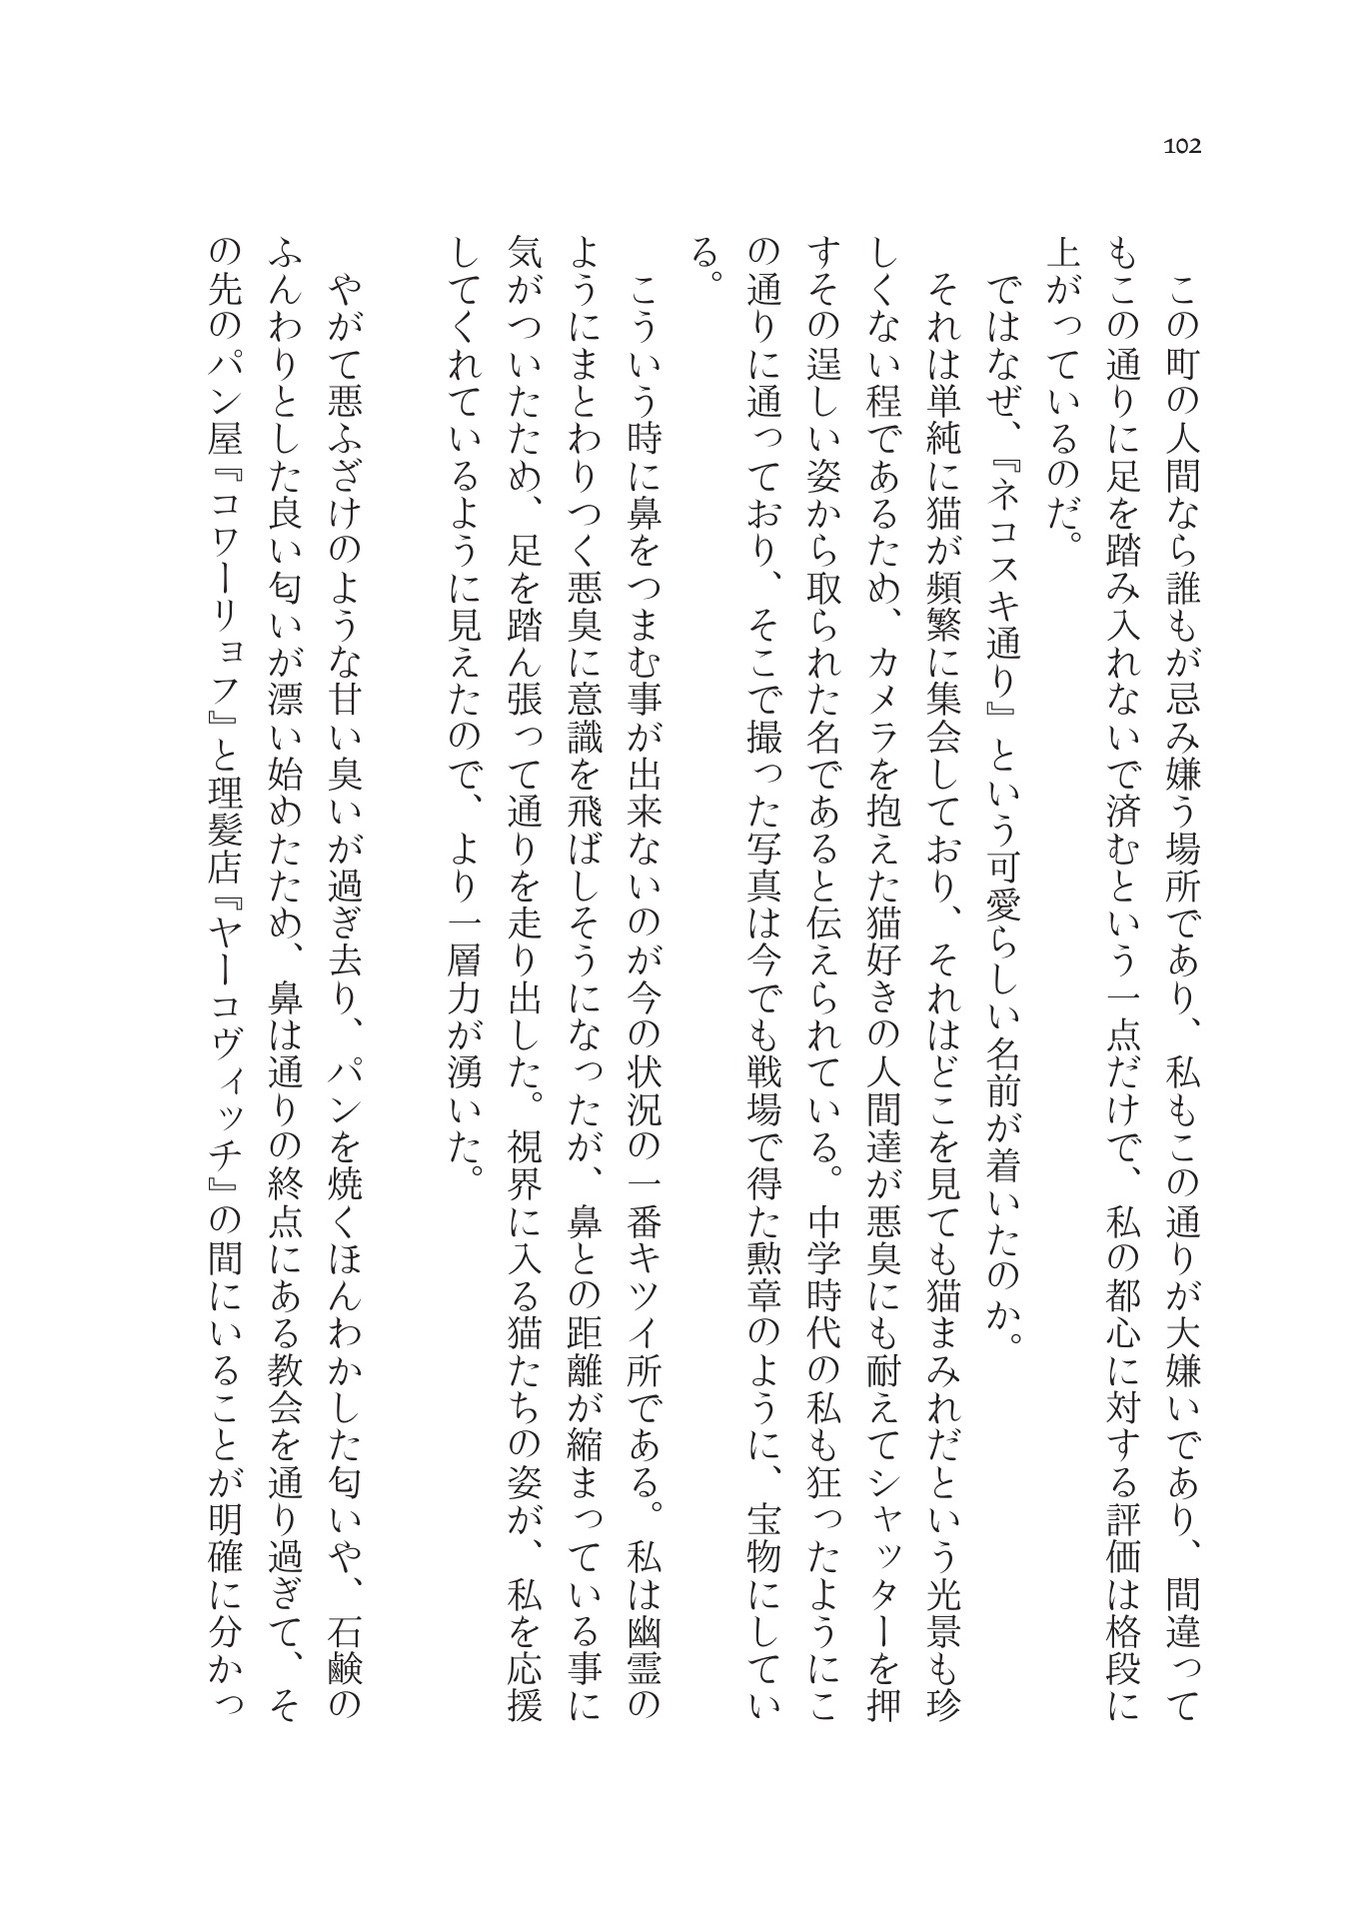 102
この町の人間なら誰もが忌み嫌う場所であり、私もこの通りが大嫌いであり、間違って
もこの通りに足を踏み入れないで済むという一点だけで、私の都心に対する評価は格段に
上がっているのだ。
ではなぜ、『ネコスキ通り』という可愛らしい名前が着いたのか。
それは単純に猫が頻繁に集会しており、それはどこを見ても猫まみれだという光景も珍
しくない程であるため、カメラを抱えた猫好きの人間達が悪臭にも耐えてシャッターを押
すその逞しい姿から取られた名であると伝えられている。中学時代の私も狂ったようにこ
の通りに通っており、そこで撮った写真は今でも戦場で得た勲章のように、宝物にしてい
る。
こういう時に鼻をつまむ事が出来ないのが今の状況の一番キツイ所である。私は幽霊の
ようにまとわりつく悪臭に意識を飛ばしそうになったが、鼻との距離が縮まっている事に
気がついたため、足を踏ん張って通りを走り出した。視界に入る猫たちの姿が、私を応援
してくれているように見えたので、より一層力が湧いた。
やがて悪ふざけのような甘い臭いが過ぎ去り、パンを焼くほんわかした匂いや、石鹸の
ふんわりとした良い匂いが漂い始めたため、鼻は通りの終点にある教会を通り過ぎて、そ
の先のパン屋『コワーリョフ』と理髪店『ヤーコヴィッチ』の間にいることが明確に分かっ